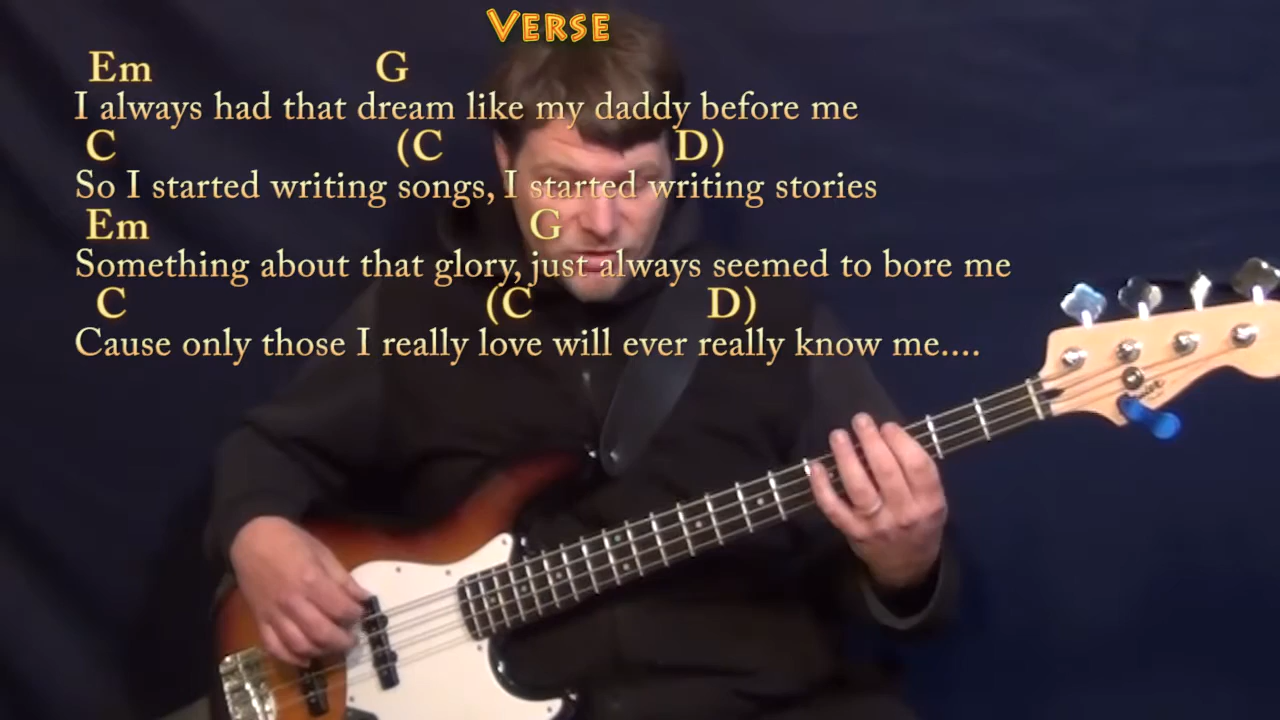 VERSE
Em G
I always had that dream like my daddy before me
C (C D)
So I started writing songs, I started writing stories
Em G
Something about that glory, just always seemed to bore me
C (C D)
Cause only those I really love will ever really know me....